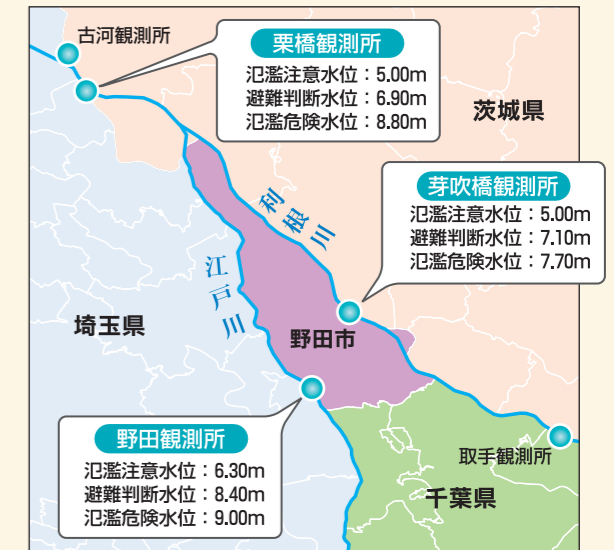 古河観測所
栗橋観測所
氾濫注意水位：5.00m
避難判断水位：6.90m
氾濫危険水位：8.80m
茨城県
芽吹橋観測所
氾濫注意水位：5.00m
避難判断水位：7.10m
氾濫危険水位：7.70m
利根川
江戸川
埼玉県
野田市
野田観測所
氾濫注意水位：6.30m
避難判断水位：8.40m
氾濫危険水位：9.00m
取手観測所
千葉県